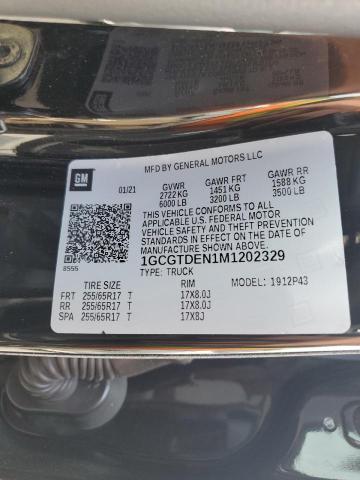 MFD BY GENERAL MOTORS LLC
GM 01/21 GVWR GAWR FRT GAWR RR
2722 KG 1451 KG 1588 KG
6000 LB 3200 LB 3500 LB
THIS VEHICLE CONFORMS TO ALL
APPLICABLE U.S. FEDERAL MOTOR
VEHICLE SAFETY AND THEFT PREVENTION
STANDARDS IN EFFECT ON THE DATE OF
MANUFACTURE SHOWN ABOVE.
8555 1GCGTDEN1M1202329
TYPE: TRUCK MODEL: 1912P43
TIRE SIZE RIM
FRT 255/65R17 T 17X8.0J
RR 255/65R17 T 17X8.0J
SPA 255/65R17 T 17X8J